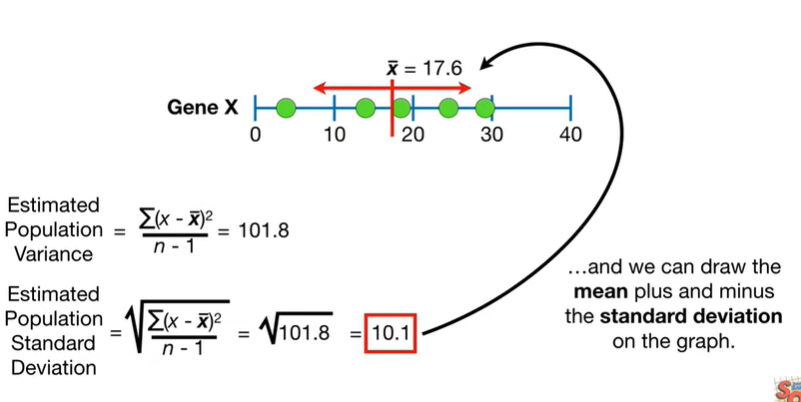 x̄ = 17.6
Gene X
0 10 20 30 40
Estimated
Population
Variance
= ∑(x - x̄)²
n - 1
= 101.8
Estimated
Population
Standard
Deviation
= √∑(x - x̄)²
n - 1
= √101.8 = 10.1
...and we can draw the
mean plus and minus
the standard deviation
on the graph.